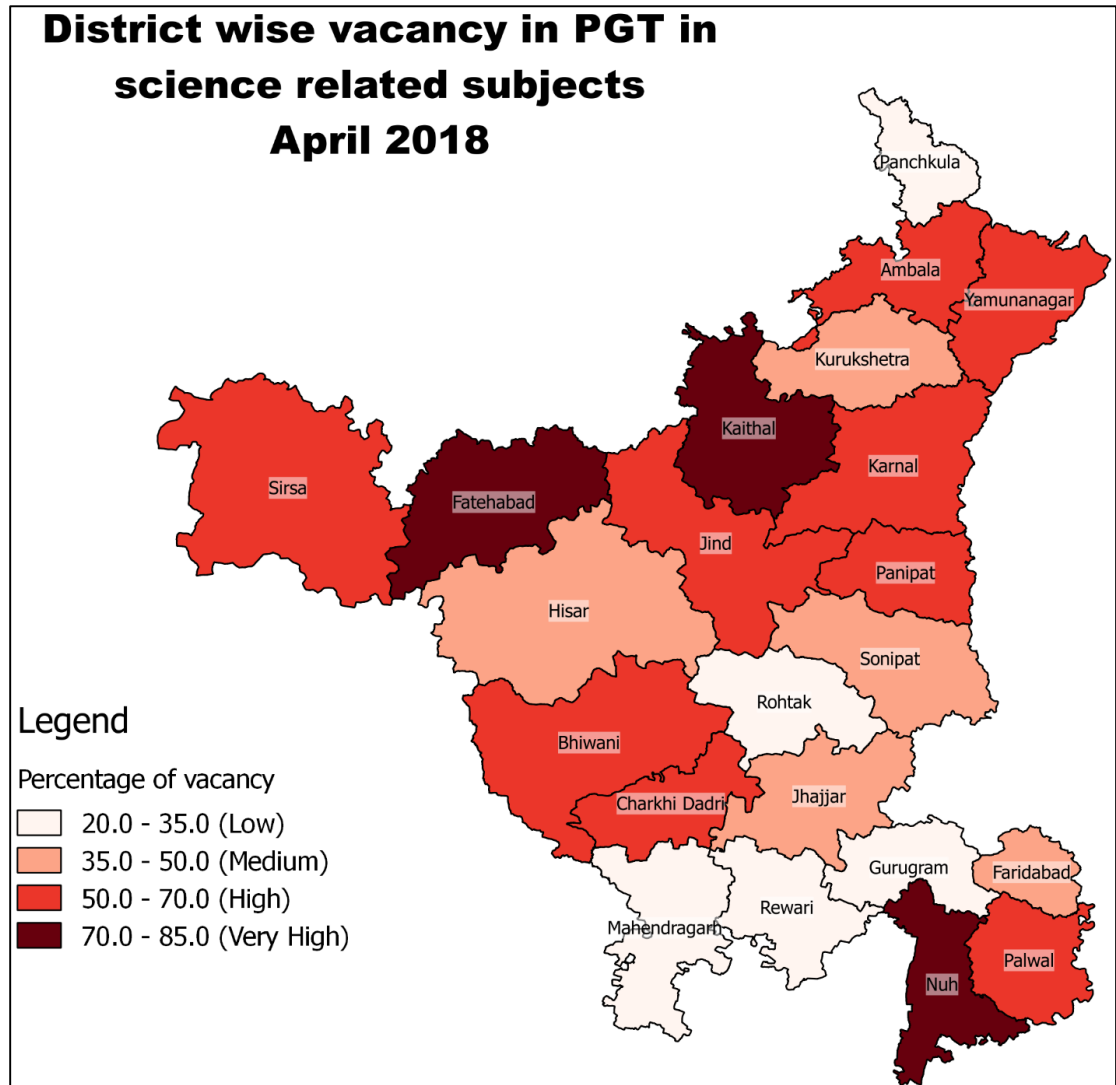 District wise vacancy in PGT in
science related subjects
April 2018
Panchkula
Ambala
Yamunanagar
Kurukshetra
Kaithal
Karnal
Sirsa
Fatehabad
Jind
Panipat
Hisar
Sonipat
Rohtak
Bhiwani
Charkhi Dadri
Jhajjar
Gurugram
Faridabad
Rewari
Mahendragarh
Palwal
Nuh
Legend
Percentage of vacancy
20.0 - 35.0 (Low)
35.0 - 50.0 (Medium)
50.0 - 70.0 (High)
70.0 - 85.0 (Very High)